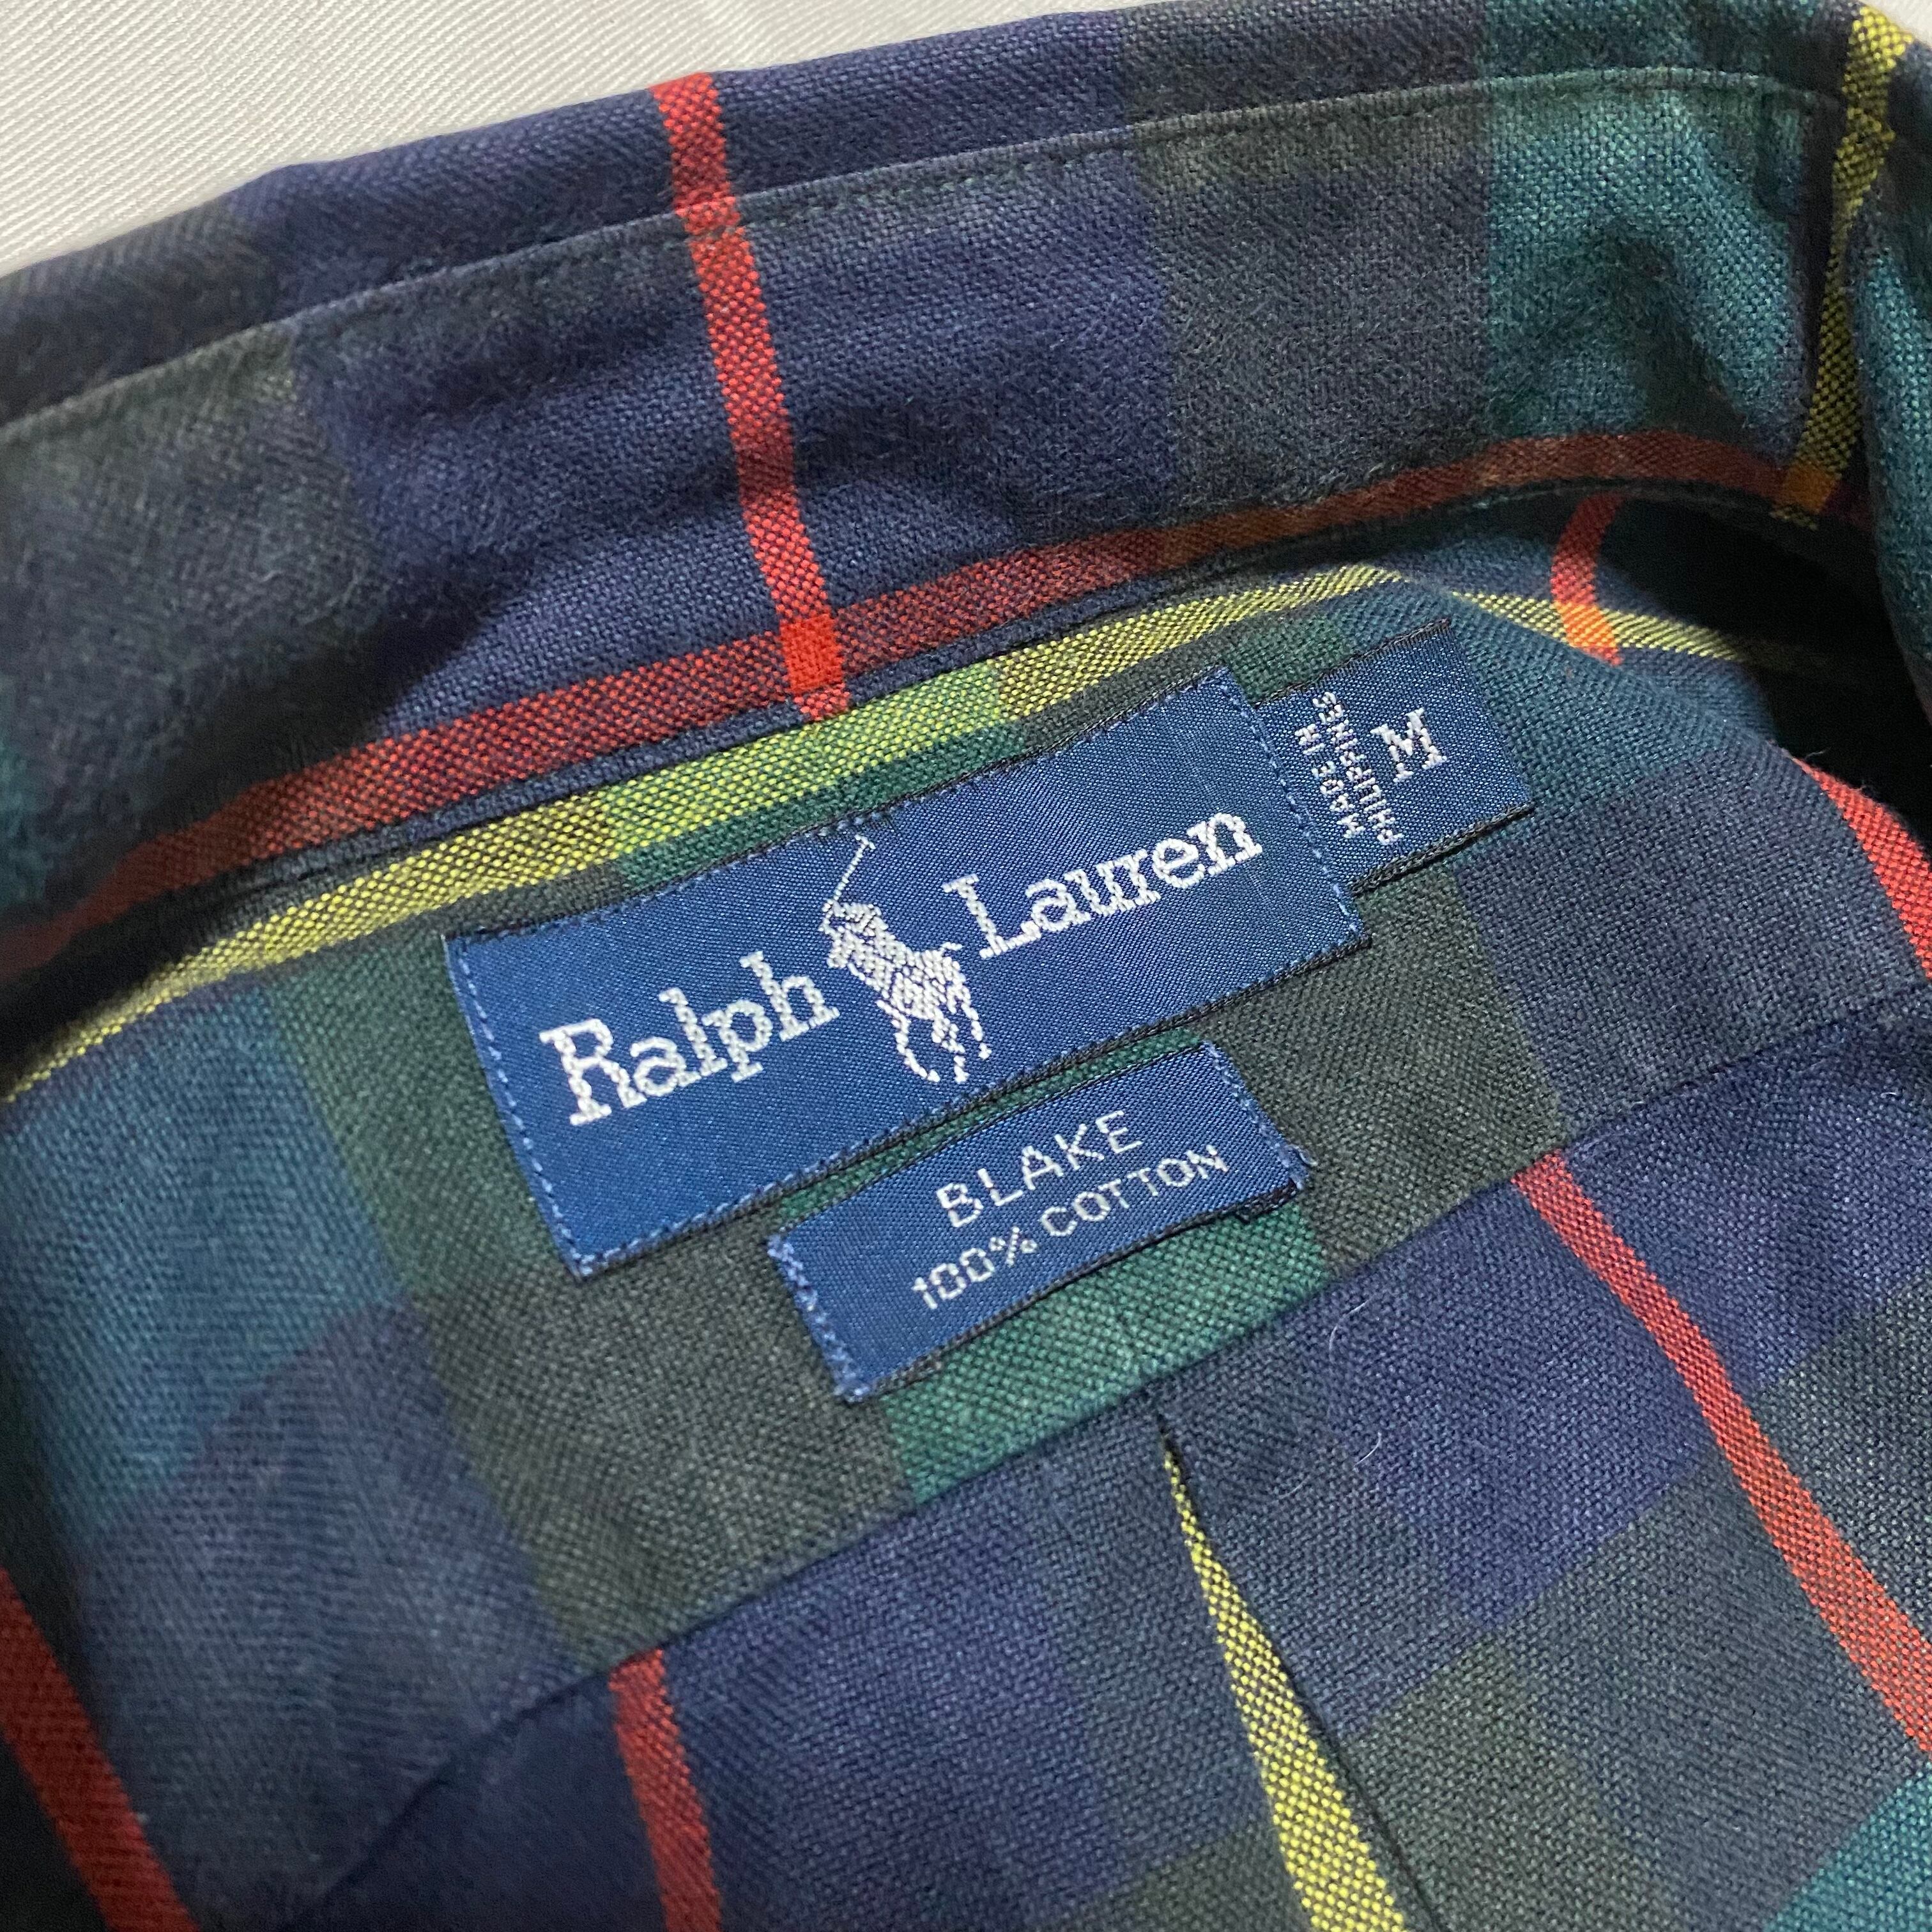 Ralph Lauren
MADE IN
PHILIPPINES
M
BLAKE
100% COTTON